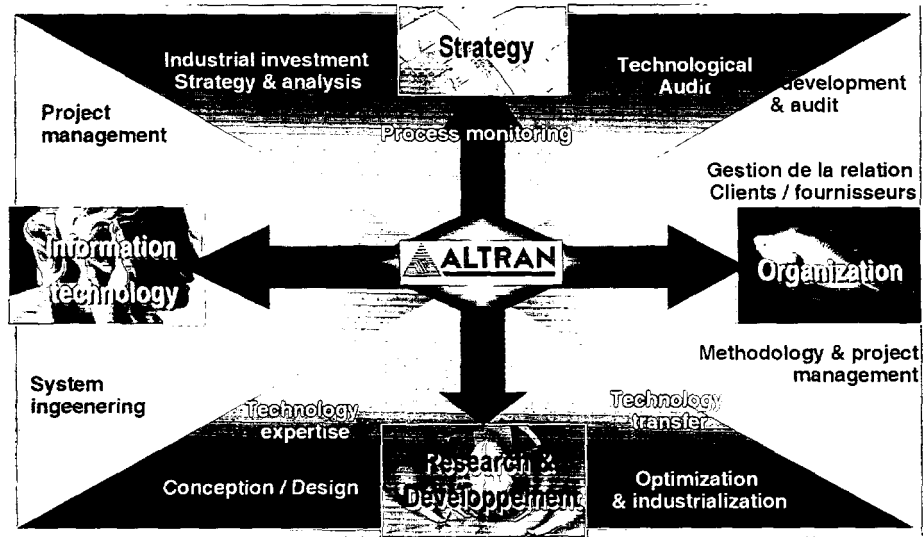 Industrial investment
Strategy & analysis
Strategy
Technological
Audit
development
& audit
Project
management
Process monitoring
Gestion de la relation
Clients / fournisseurs
Information
technology
ALTRAN
Organization
Methodology & project
management
System
ingeenering
Technology
expertise
Technology
transfer
Research &
Développement
Conception / Design
Optimization
& industrialization